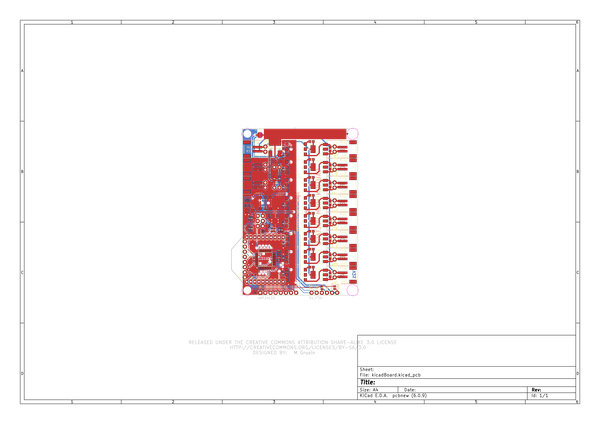 1 2 3 4 5 6
A A
B B
C C
RELEASED UNDER THE CREATIVE COMMONS ATTRIBUTION SHARE-ALIKE 3.0 LICENSE
HTTP://CREATIVECOMMONS.ORG/LICENSES/BY-SA/3.0
DESIGNED BY:
Sheet:
File: kicadBoard.kicad_pcb
D D
Title:
Size: A4 Date: Rev:
KiCad E.D.A. pcbnew (6.0.9) Id: 1/1
1 2 3 4 5 6